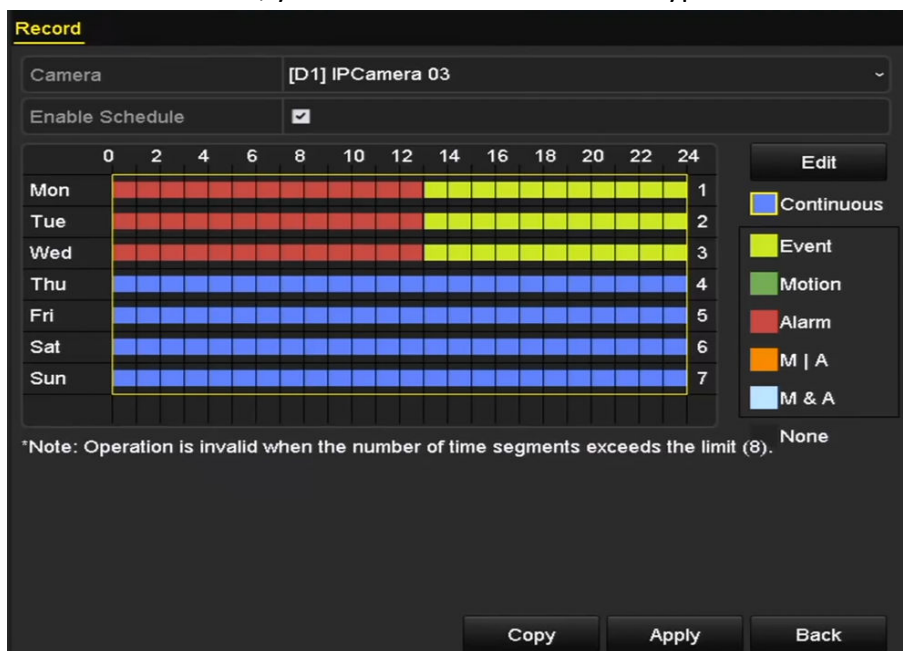 Record
Camera [D1] IPCamera 03
Enable Schedule
0 2 4 6 8 10 12 14 16 18 20 22 24
Edit
Mon 1
Continuous
Tue 2
Wed 3
Event
Thu 4
Motion
Fri 5
Alarm
Sat 6
M | A
Sun 7
M & A
None
*Note: Operation is invalid when the number of time segments exceeds the limit (8).
Copy Apply Back